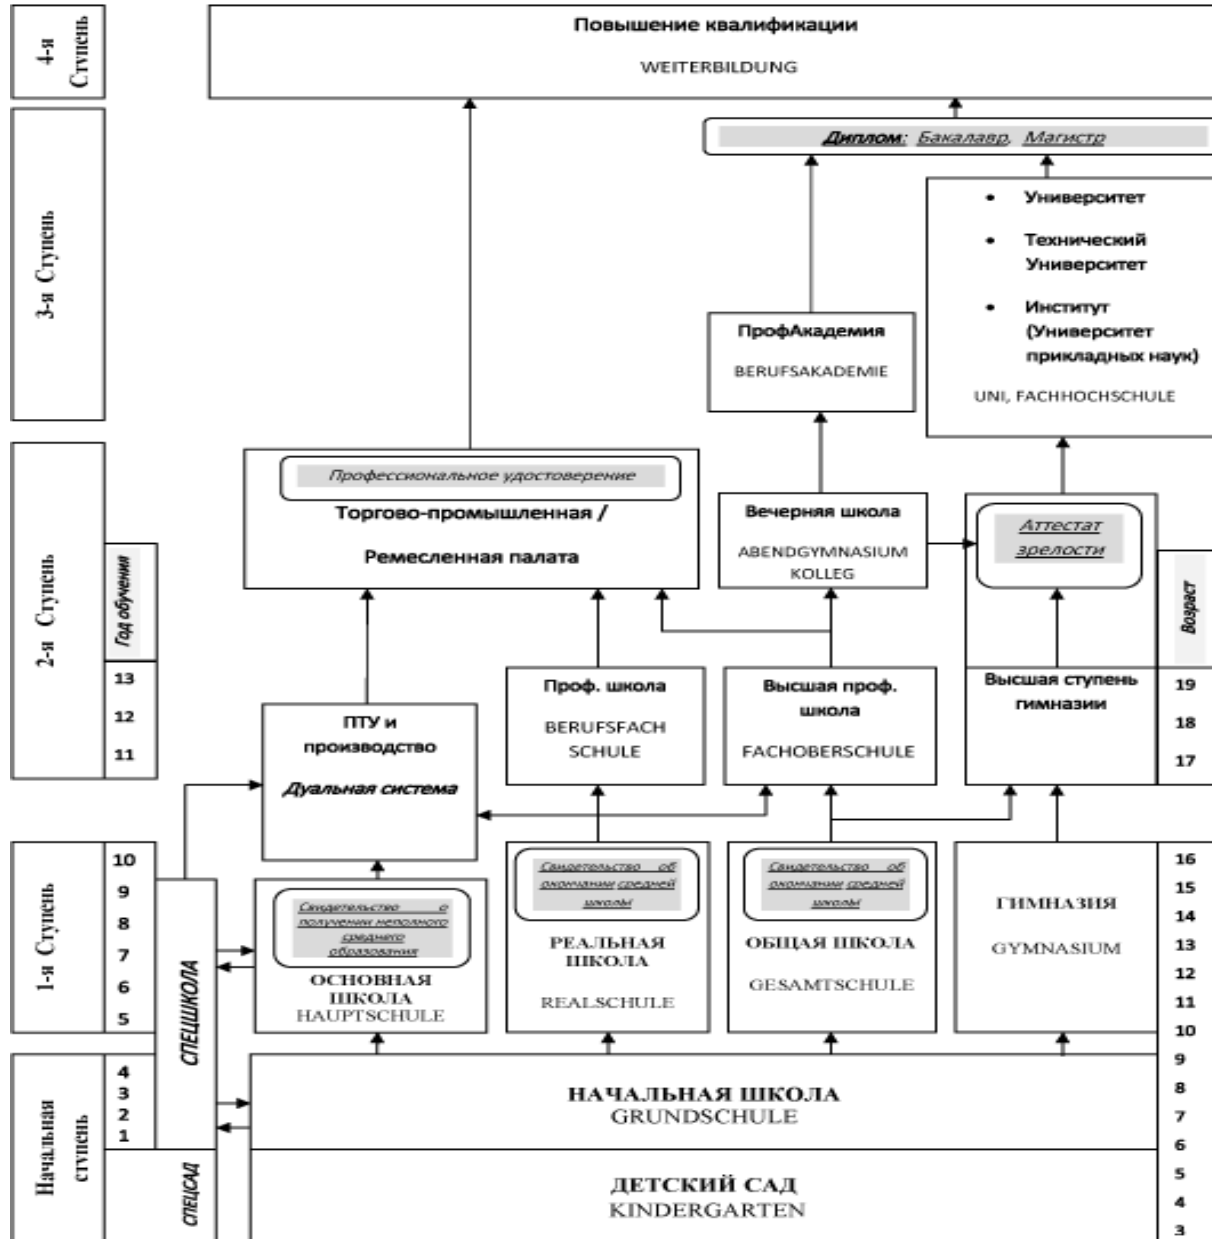 4-я
Ступень
Повышение квалификации
WEITERBILDUNG
3-я Ступень
Диплом: Бакалавр, Магистр
• Университет
• Технический
Университет
• Институт
(Университет
прикладных наук)
UNI, FACHHOCHSCHULE
ПрофАкадемия
BERUFSAKADEMIE
2-я Ступень
Год обучения
13
12
11
Профессиональное удостоверение
Торгово-промышленная /
Ремесленная палата
Вечерняя школа
ABENDGYMNASIUM
KOLLEG
Аттестат
зрелости
Возраст
19
18
17
ПТУ и
производство
Дуальная система
Проф. школа
BERUFSFACH
SCHULE
Высшая проф.
школа
FACHOBERSCHULE
Высшая ступень
гимназии
1-я Ступень
10
9
8
7
6
5
СПЕЦШКОЛА
Свидетельство о
получении неполного
среднего
образования
ОСНОВНАЯ
ШКОЛА
HAUPTSCHULE
Свидетельство об
окончании средней
школы
РЕАЛЬНАЯ
ШКОЛА
REALSCHULE
Свидетельство об
окончании средней
школы
ОБЩАЯ ШКОЛА
GESAMTSCHULE
ГИМНАЗИЯ
GYMNASIUM
16
15
14
13
12
11
10
9
8
7
6
5
4
3
Начальная
ступень
4
3
2
1
СПЕЦСАД
НАЧАЛЬНАЯ ШКОЛА
GRUNDSCHULE
ДЕТСКИЙ САД
KINDERGARTEN